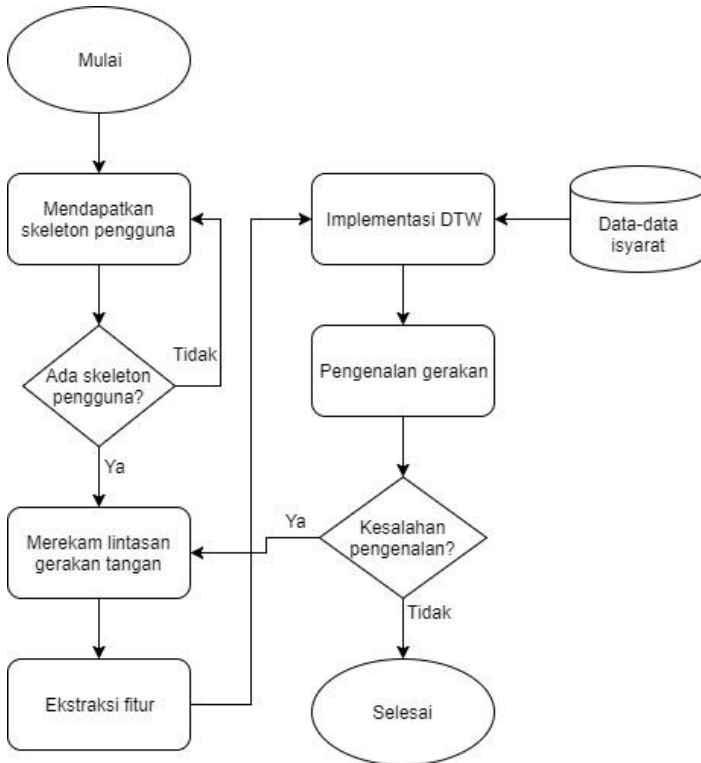 Mulai
Mendapatkan
skeleton pengguna
Tidak
Ada skeleton
pengguna?
Ya
Merekam lintasan
gerakan tangan
Ekstraksi fitur
Implementasi DTW
Data-data
isyarat
Pengenalan gerakan
Ya
Kesalahan
pengenalan?
Tidak
Selesai